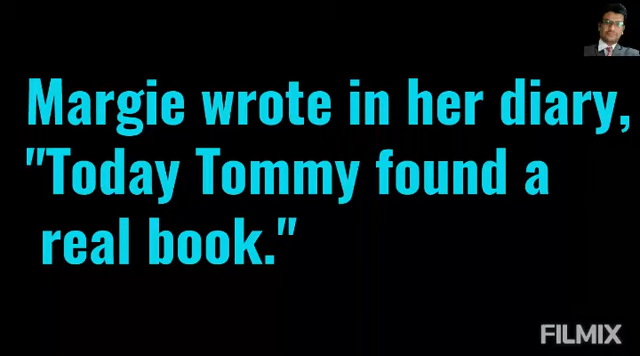 Margie wrote in her diary,
"Today Tommy found a
real book."
FILMIX